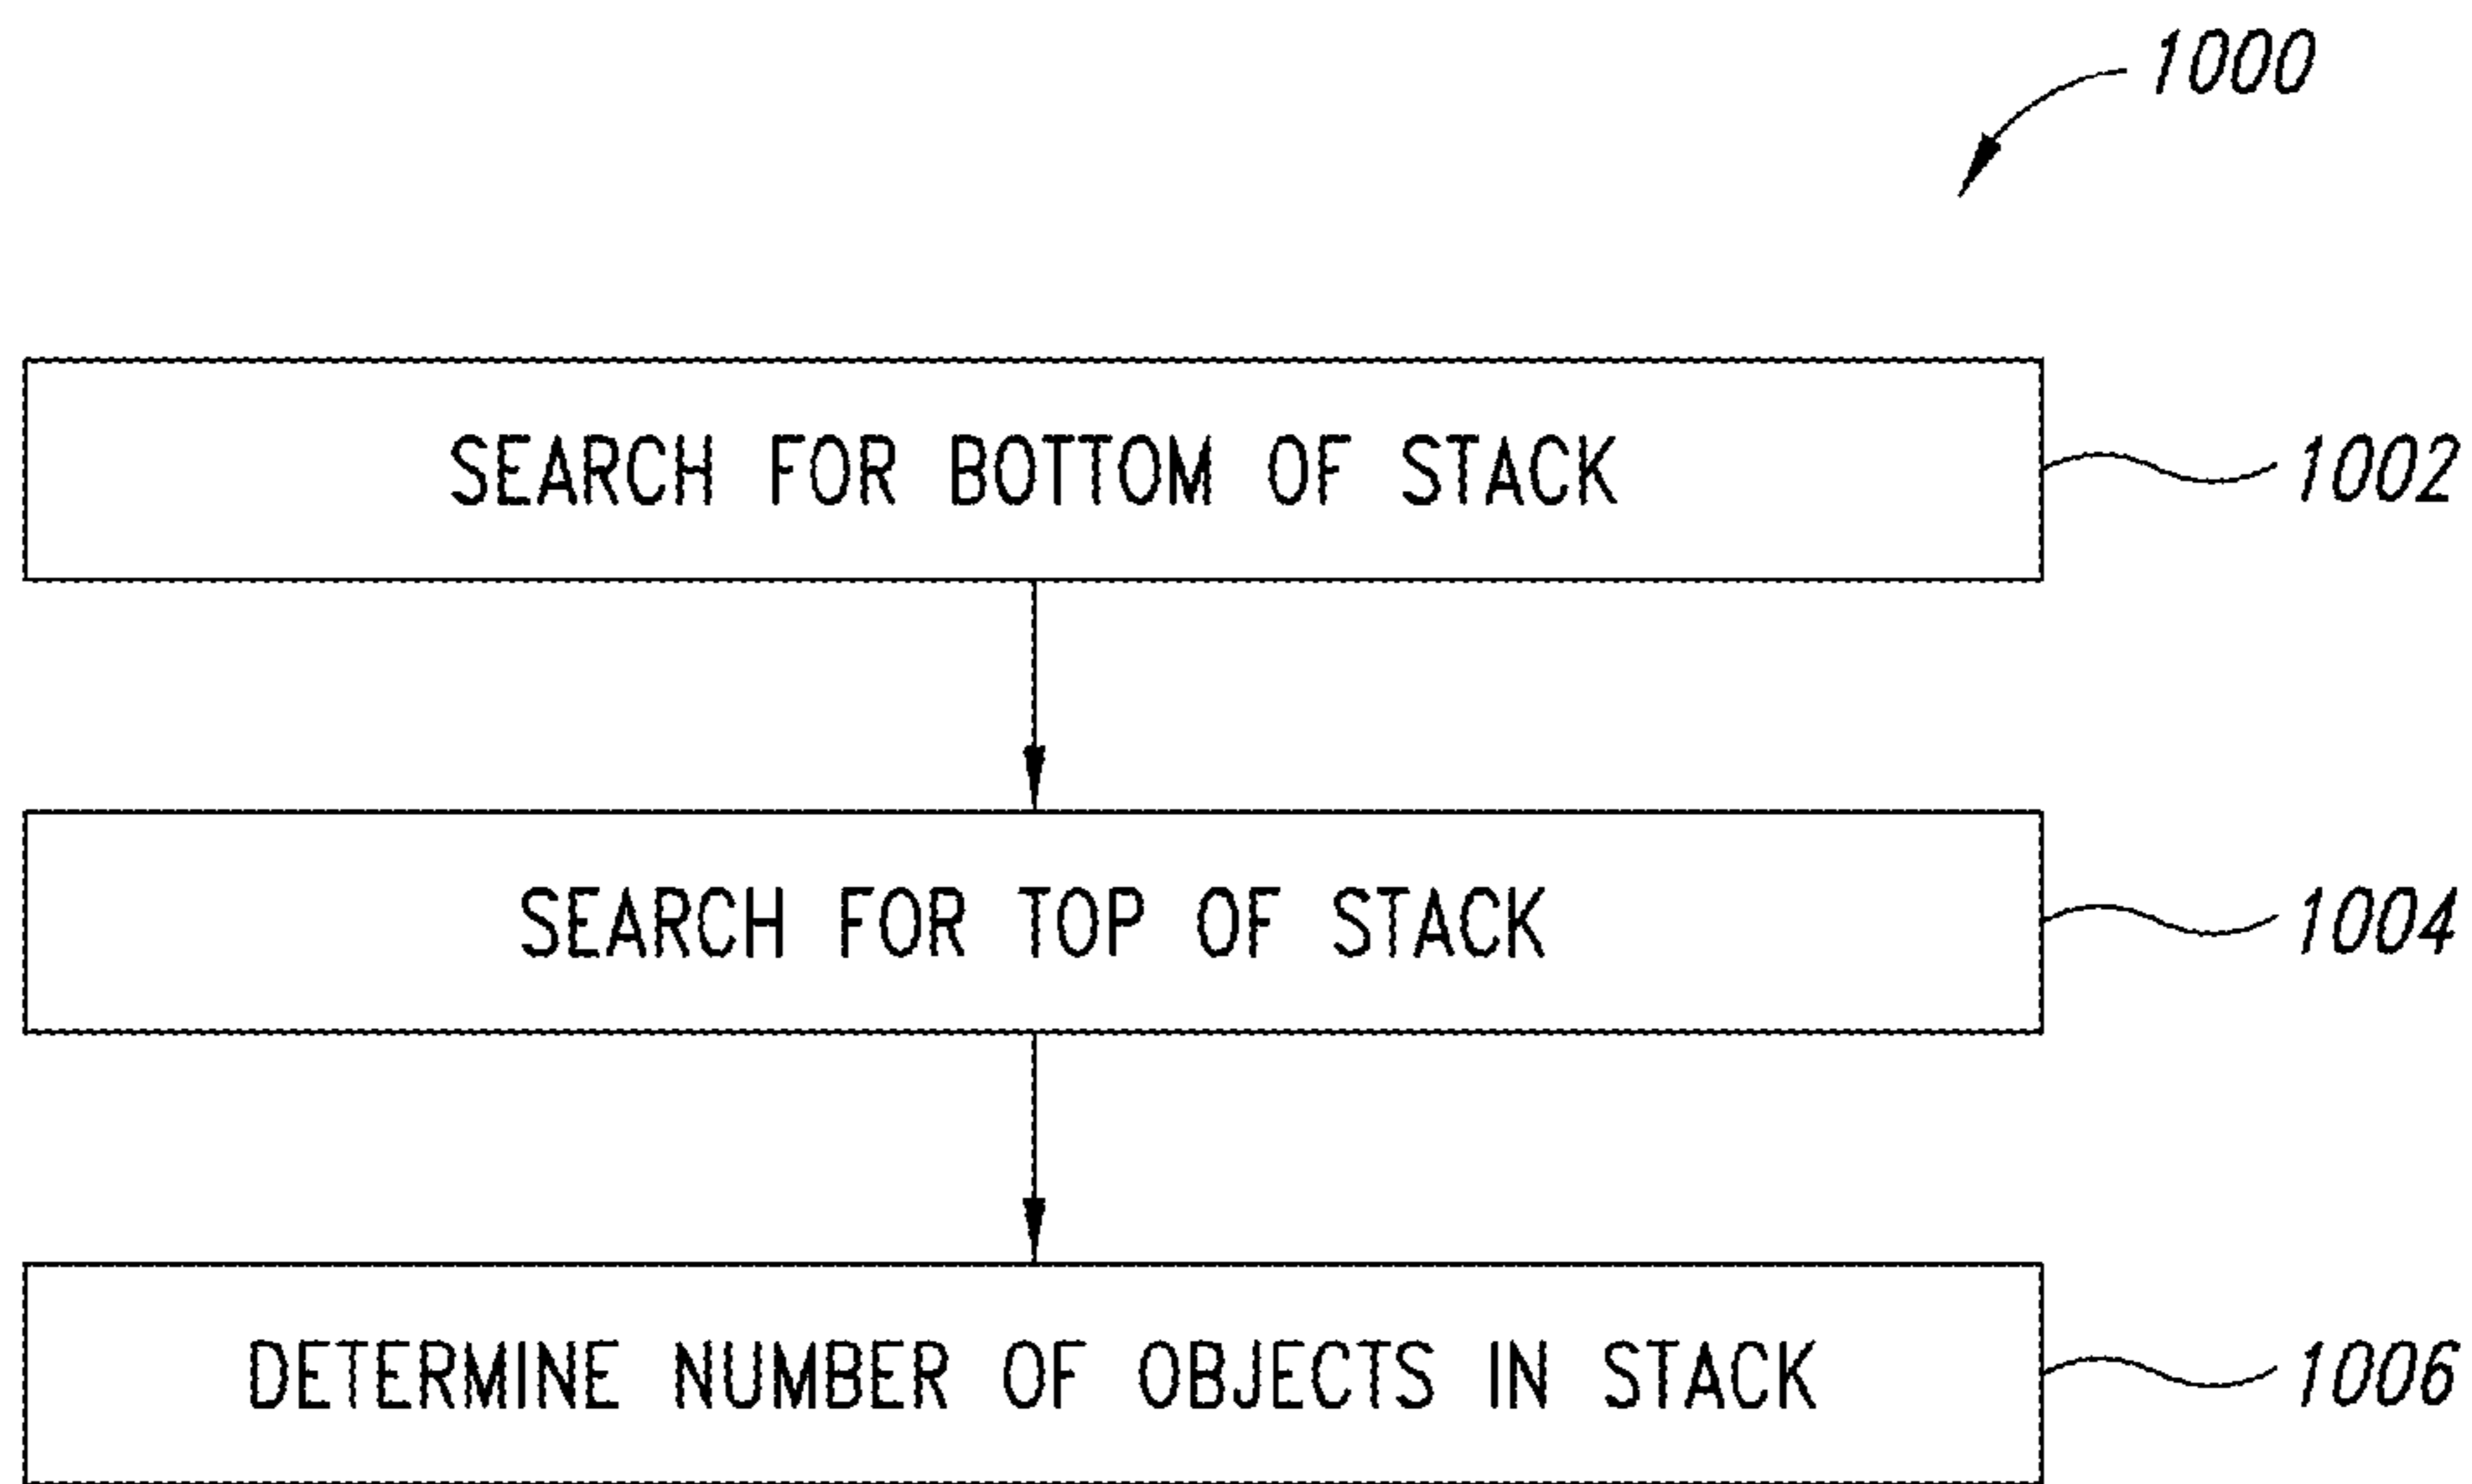 1000
SEARCH FOR BOTTOM OF STACK
1002
SEARCH FOR TOP OF STACK
1004
DETERMINE NUMBER OF OBJECTS IN STACK
1006